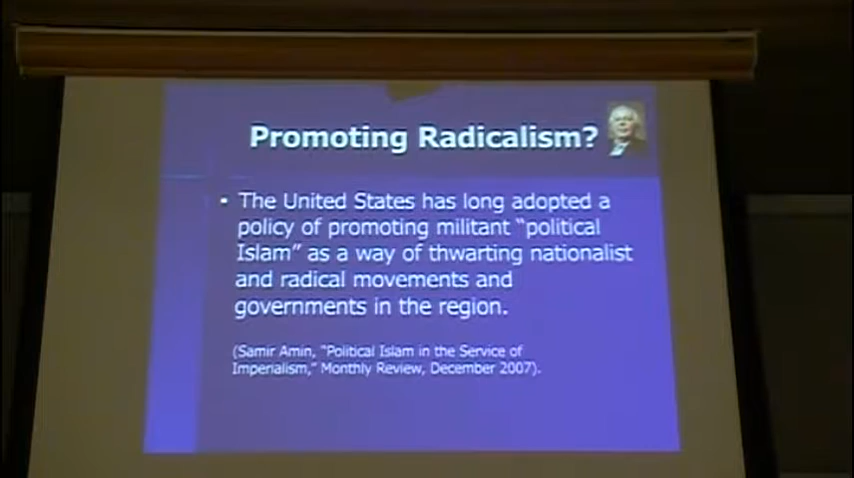 Promoting Radicalism?
• The United States has long adopted a
policy of promoting militant “political
Islam” as a way of thwarting nationalist
and radical movements and
governments in the region.
(Samir Amin, “Political Islam in the Service of
Imperialism,” Monthly Review, December 2007).